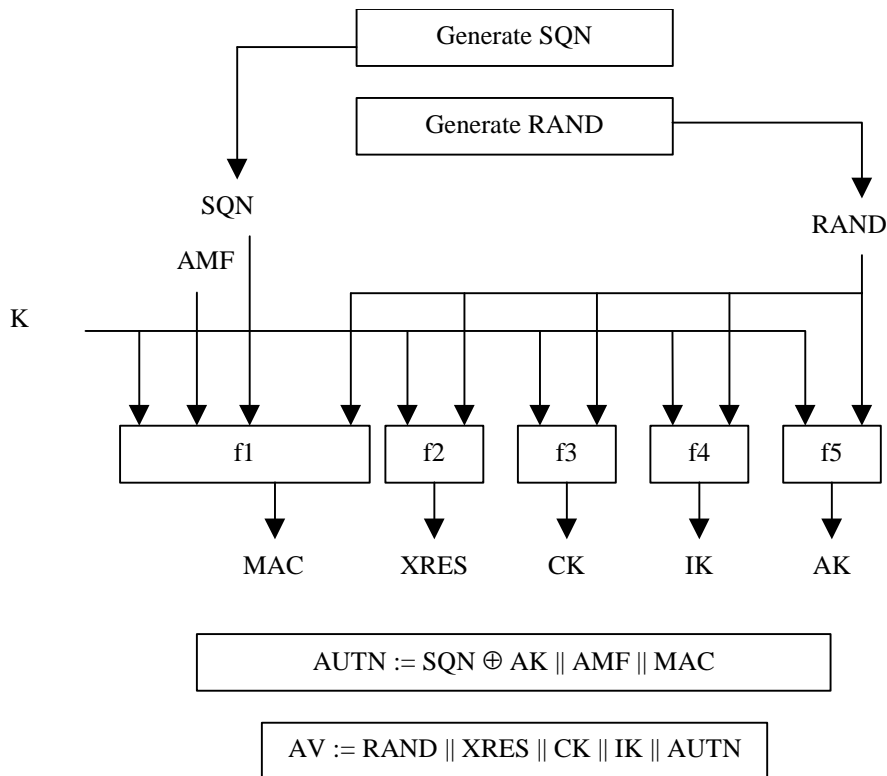 Generate SQN
Generate RAND
SQN
RAND
AMF
K
f1 f2 f3 f4 f5
MAC XRES CK IK AK
AUTN := SQN ⊕ AK || AMF || MAC
AV := RAND || XRES || CK || IK || AUTN